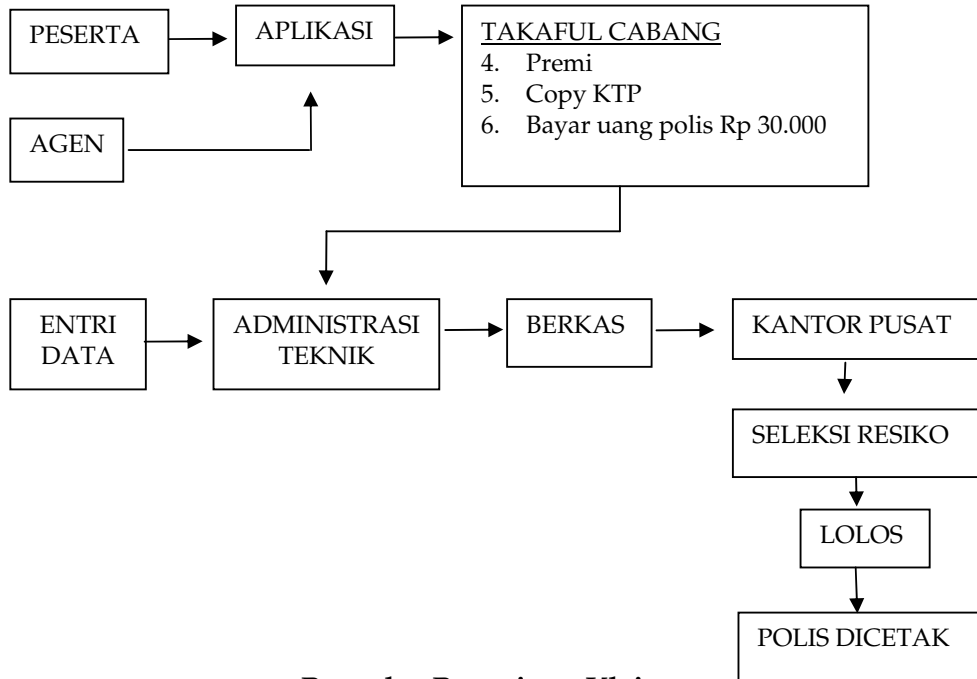 PESERTA
APLIKASI
TAKAFUL CABANG
4. Premi
5. Copy KTP
6. Bayar uang polis Rp 30.000
AGEN
ENTRI
DATA
ADMINISTRASI
TEKNIK
BERKAS
KANTOR PUSAT
SELEKSI RESIKO
LOLOS
POLIS DICETAK